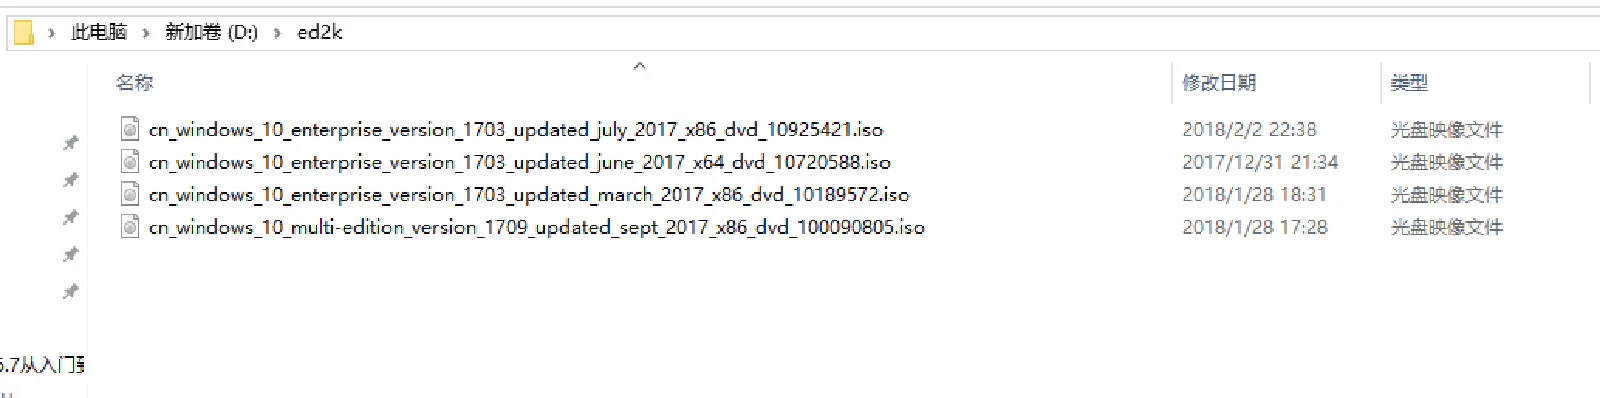 此电脑 新加卷 (D:) ed2k
名称 修改日期 类型
cn_windows_10_enterprise_version_1703_updated_july_2017_x86_dvd_10925421.iso 2018/2/2 22:38 光盘映像文件
cn_windows_10_enterprise_version_1703_updated_june_2017_x64_dvd_10720588.iso 2017/12/31 21:34 光盘映像文件
cn_windows_10_enterprise_version_1703_updated_march_2017_x86_dvd_10189572.iso 2018/1/28 18:31 光盘映像文件
cn_windows_10_multi-edition_version_1709_updated_sept_2017_x86_dvd_100090805.iso 2018/1/28 17:28 光盘映像文件
.7从入门到